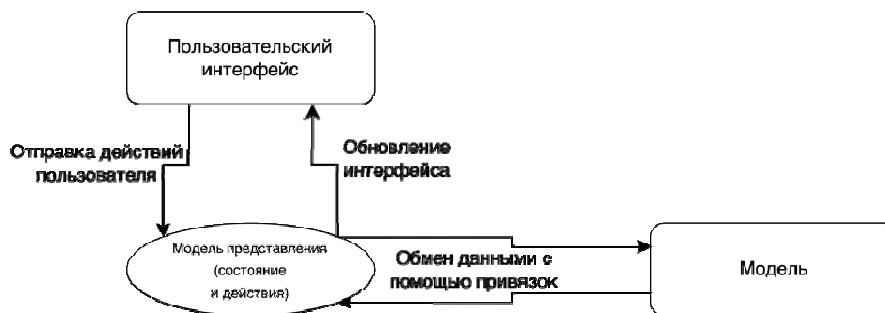 Пользовательский
интерфейс
Отправка действий
пользователя
Обновление
интерфейса
Модель представления
(состояние
и действия)
Обмен данными с
помощью привязок
Модель